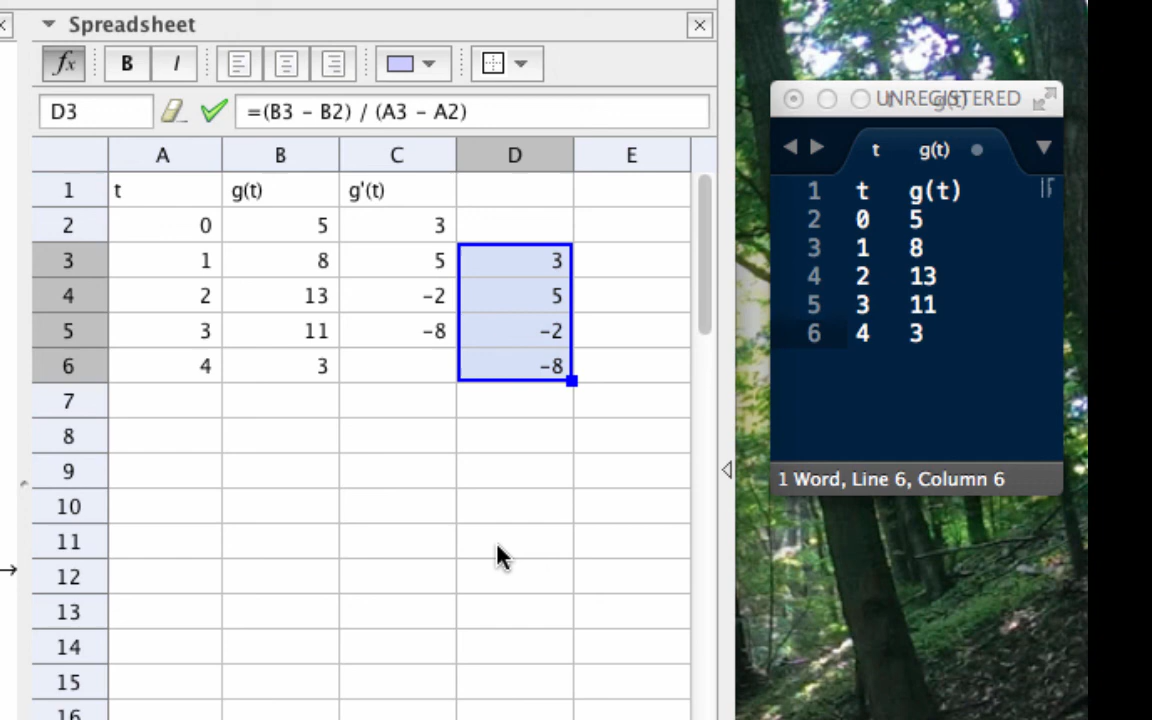 Spreadsheet
fx B I
D3 =(B3 – B2) / (A3 – A2)
A B C D E
1 t g(t) g'(t)
2 0 5 3
3 1 8 5 3
4 2 13 −2 5
5 3 11 −8 −2
6 4 3 −8
7
8
9
10
11
12
13
14
15
16
UNREGISTERED
t g(t)
1 t g(t)
2 0 5
3 1 8
4 2 13
5 3 11
6 4 3
1 Word, Line 6, Column 6